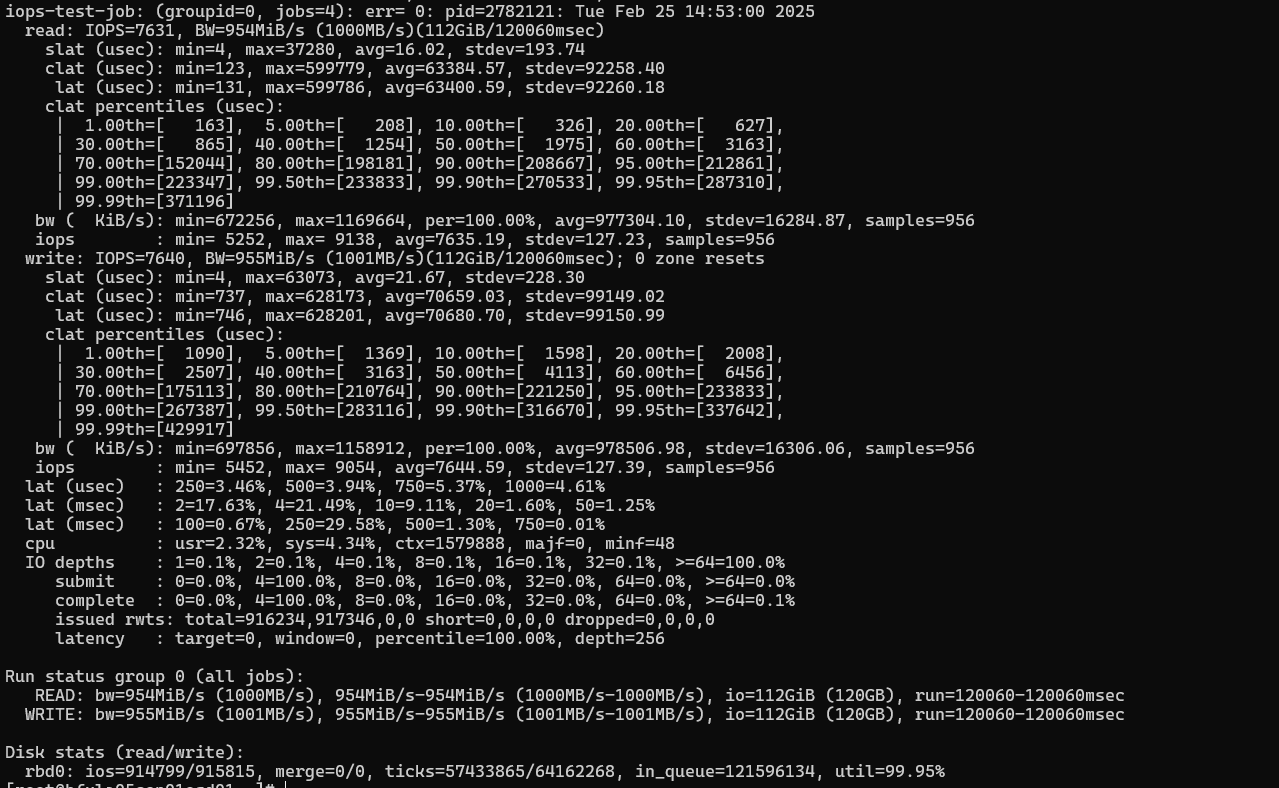 iops-test-job: (groupid=0, jobs=4): err= 0: pid=2782121: Tue Feb 25 14:53:00 2025
  read: IOPS=7631, BW=954MiB/s (1000MB/s)(112GiB/120060msec)
    slat (usec): min=4, max=37280, avg=16.02, stdev=193.74
    clat (usec): min=123, max=599779, avg=63384.57, stdev=92258.40
     lat (usec): min=131, max=599786, avg=63400.59, stdev=92260.18
    clat percentiles (usec):
     |  1.00th=[   163],  5.00th=[   208], 10.00th=[   326], 20.00th=[   627],
     | 30.00th=[   865], 40.00th=[  1254], 50.00th=[  1975], 60.00th=[  3163],
     | 70.00th=[152044], 80.00th=[198181], 90.00th=[208667], 95.00th=[212861],
     | 99.00th=[223347], 99.50th=[233833], 99.90th=[270533], 99.95th=[287310],
     | 99.99th=[371196]
   bw (  KiB/s): min=672256, max=1169664, per=100.00%, avg=977304.10, stdev=16284.87, samples=956
   iops        : min= 5252, max= 9138, avg=7635.19, stdev=127.23, samples=956
  write: IOPS=7640, BW=955MiB/s (1001MB/s)(112GiB/120060msec); 0 zone resets
    slat (usec): min=4, max=63073, avg=21.67, stdev=228.30
    clat (usec): min=737, max=628173, avg=70659.03, stdev=99149.02
     lat (usec): min=746, max=628201, avg=70680.70, stdev=99150.99
    clat percentiles (usec):
     |  1.00th=[  1090],  5.00th=[  1369], 10.00th=[  1598], 20.00th=[  2008],
     | 30.00th=[  2507], 40.00th=[  3163], 50.00th=[  4113], 60.00th=[  6456],
     | 70.00th=[175113], 80.00th=[210764], 90.00th=[221250], 95.00th=[233833],
     | 99.00th=[267387], 99.50th=[283116], 99.90th=[316670], 99.95th=[337642],
     | 99.99th=[429917]
   bw (  KiB/s): min=697856, max=1158912, per=100.00%, avg=978506.98, stdev=16306.06, samples=956
   iops        : min= 5452, max= 9054, avg=7644.59, stdev=127.39, samples=956
  lat (usec)   : 250=3.46%, 500=3.94%, 750=5.37%, 1000=4.61%
  lat (msec)   : 2=17.63%, 4=21.49%, 10=9.11%, 20=1.60%, 50=1.25%
  lat (msec)   : 100=0.67%, 250=29.58%, 500=1.30%, 750=0.01%
  cpu          : usr=2.32%, sys=4.34%, ctx=1579888, majf=0, minf=48
  IO depths    : 1=0.1%, 2=0.1%, 4=0.1%, 8=0.1%, 16=0.1%, 32=0.1%, >=64=100.0%
     submit    : 0=0.0%, 4=100.0%, 8=0.0%, 16=0.0%, 32=0.0%, 64=0.0%, >=64=0.0%
     complete  : 0=0.0%, 4=100.0%, 8=0.0%, 16=0.0%, 32=0.0%, 64=0.0%, >=64=0.1%
     issued rwts: total=916234,917346,0,0 short=0,0,0,0 dropped=0,0,0,0
     latency   : target=0, window=0, percentile=100.00%, depth=256

Run status group 0 (all jobs):
   READ: bw=954MiB/s (1000MB/s), 954MiB/s-954MiB/s (1000MB/s-1000MB/s), io=112GiB (120GB), run=120060-120060msec
  WRITE: bw=955MiB/s (1001MB/s), 955MiB/s-955MiB/s (1001MB/s-1001MB/s), io=112GiB (120GB), run=120060-120060msec

Disk stats (read/write):
  rbd0: ios=914799/915815, merge=0/0, ticks=57433865/64162268, in_queue=121596134, util=99.95%